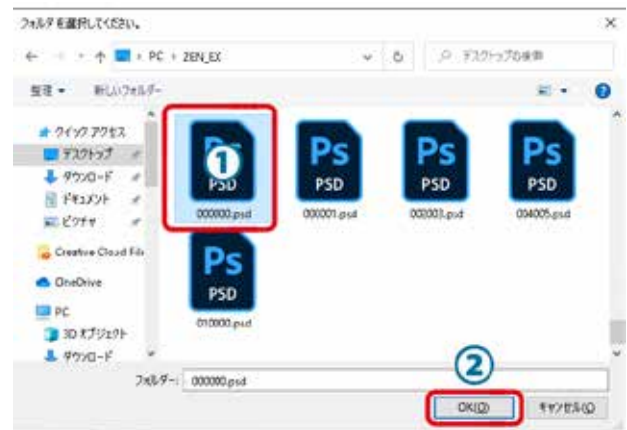 フォルダを選択してください。
PC › ZEN_EX
デスクトップの検索
整理 新しいフォルダー
クイック アクセス
デスクトップ
ダウンロード
ドキュメント
ピクチャ
Creative Cloud File
OneDrive
PC
3D オブジェクト
ダウンロード
1
Ps Ps Ps Ps
PSD PSD PSD PSD
000000.psd 000001.psd 002003.psd 004005.psd
Ps
PSD
010000.psd
2
フォルダー: 000000.psd
OK(O) キャンセル(C)